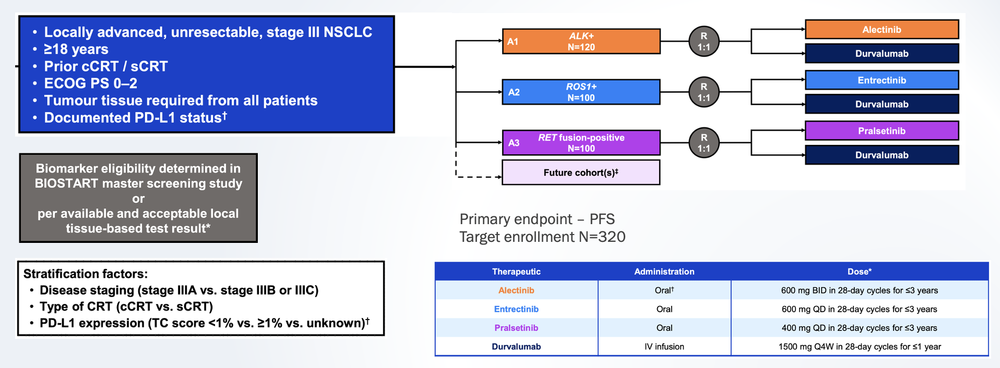 • Locally advanced, unresectable, stage III NSCLC
• ≥18 years
• Prior cCRT / sCRT
• ECOG PS 0–2
• Tumour tissue required from all patients
• Documented PD-L1 status†
Biomarker eligibility determined in
BIOSTART master screening study
or
per available and acceptable local
tissue-based test result*
Stratification factors:
• Disease staging (stage IIIA vs. stage IIIB or IIIC)
• Type of CRT (cCRT vs. sCRT)
• PD-L1 expression (TC score <1% vs. ≥1% vs. unknown)†
A1
ALK+
N=120
R
1:1
Alectinib
Durvalumab
A2
ROS1+
N=100
R
1:1
Entrectinib
Durvalumab
A3
RET fusion-positive
N=100
R
1:1
Pralsetinib
Durvalumab
Future cohort(s)‡
Primary endpoint – PFS
Target enrollment N=320
Therapeutic Administration Dose*
Alectinib Oral† 600 mg BID in 28-day cycles for ≤3 years
Entrectinib Oral 600 mg QD in 28-day cycles for ≤3 years
Pralsetinib Oral 400 mg QD in 28-day cycles for ≤3 years
Durvalumab IV infusion 1500 mg Q4W in 28-day cycles for ≤1 year